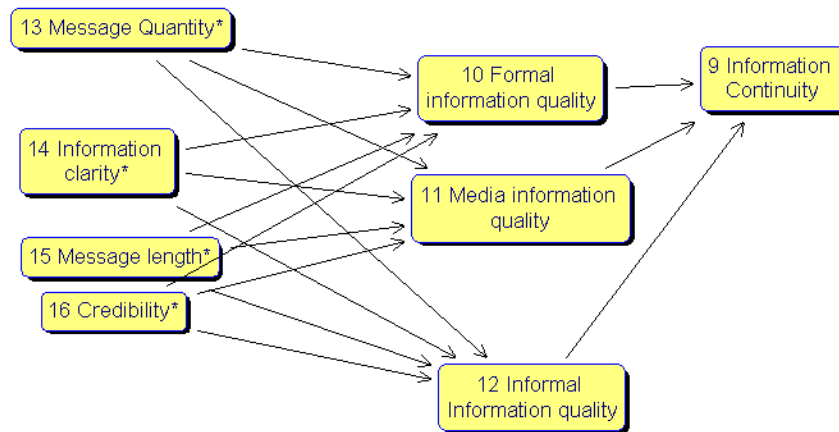 13 Message Quantity*
10 Formal
information quality
9 Information
Continuity
14 Information
clarity*
11 Media information
quality
15 Message length*
16 Credibility*
12 Informal
Information quality